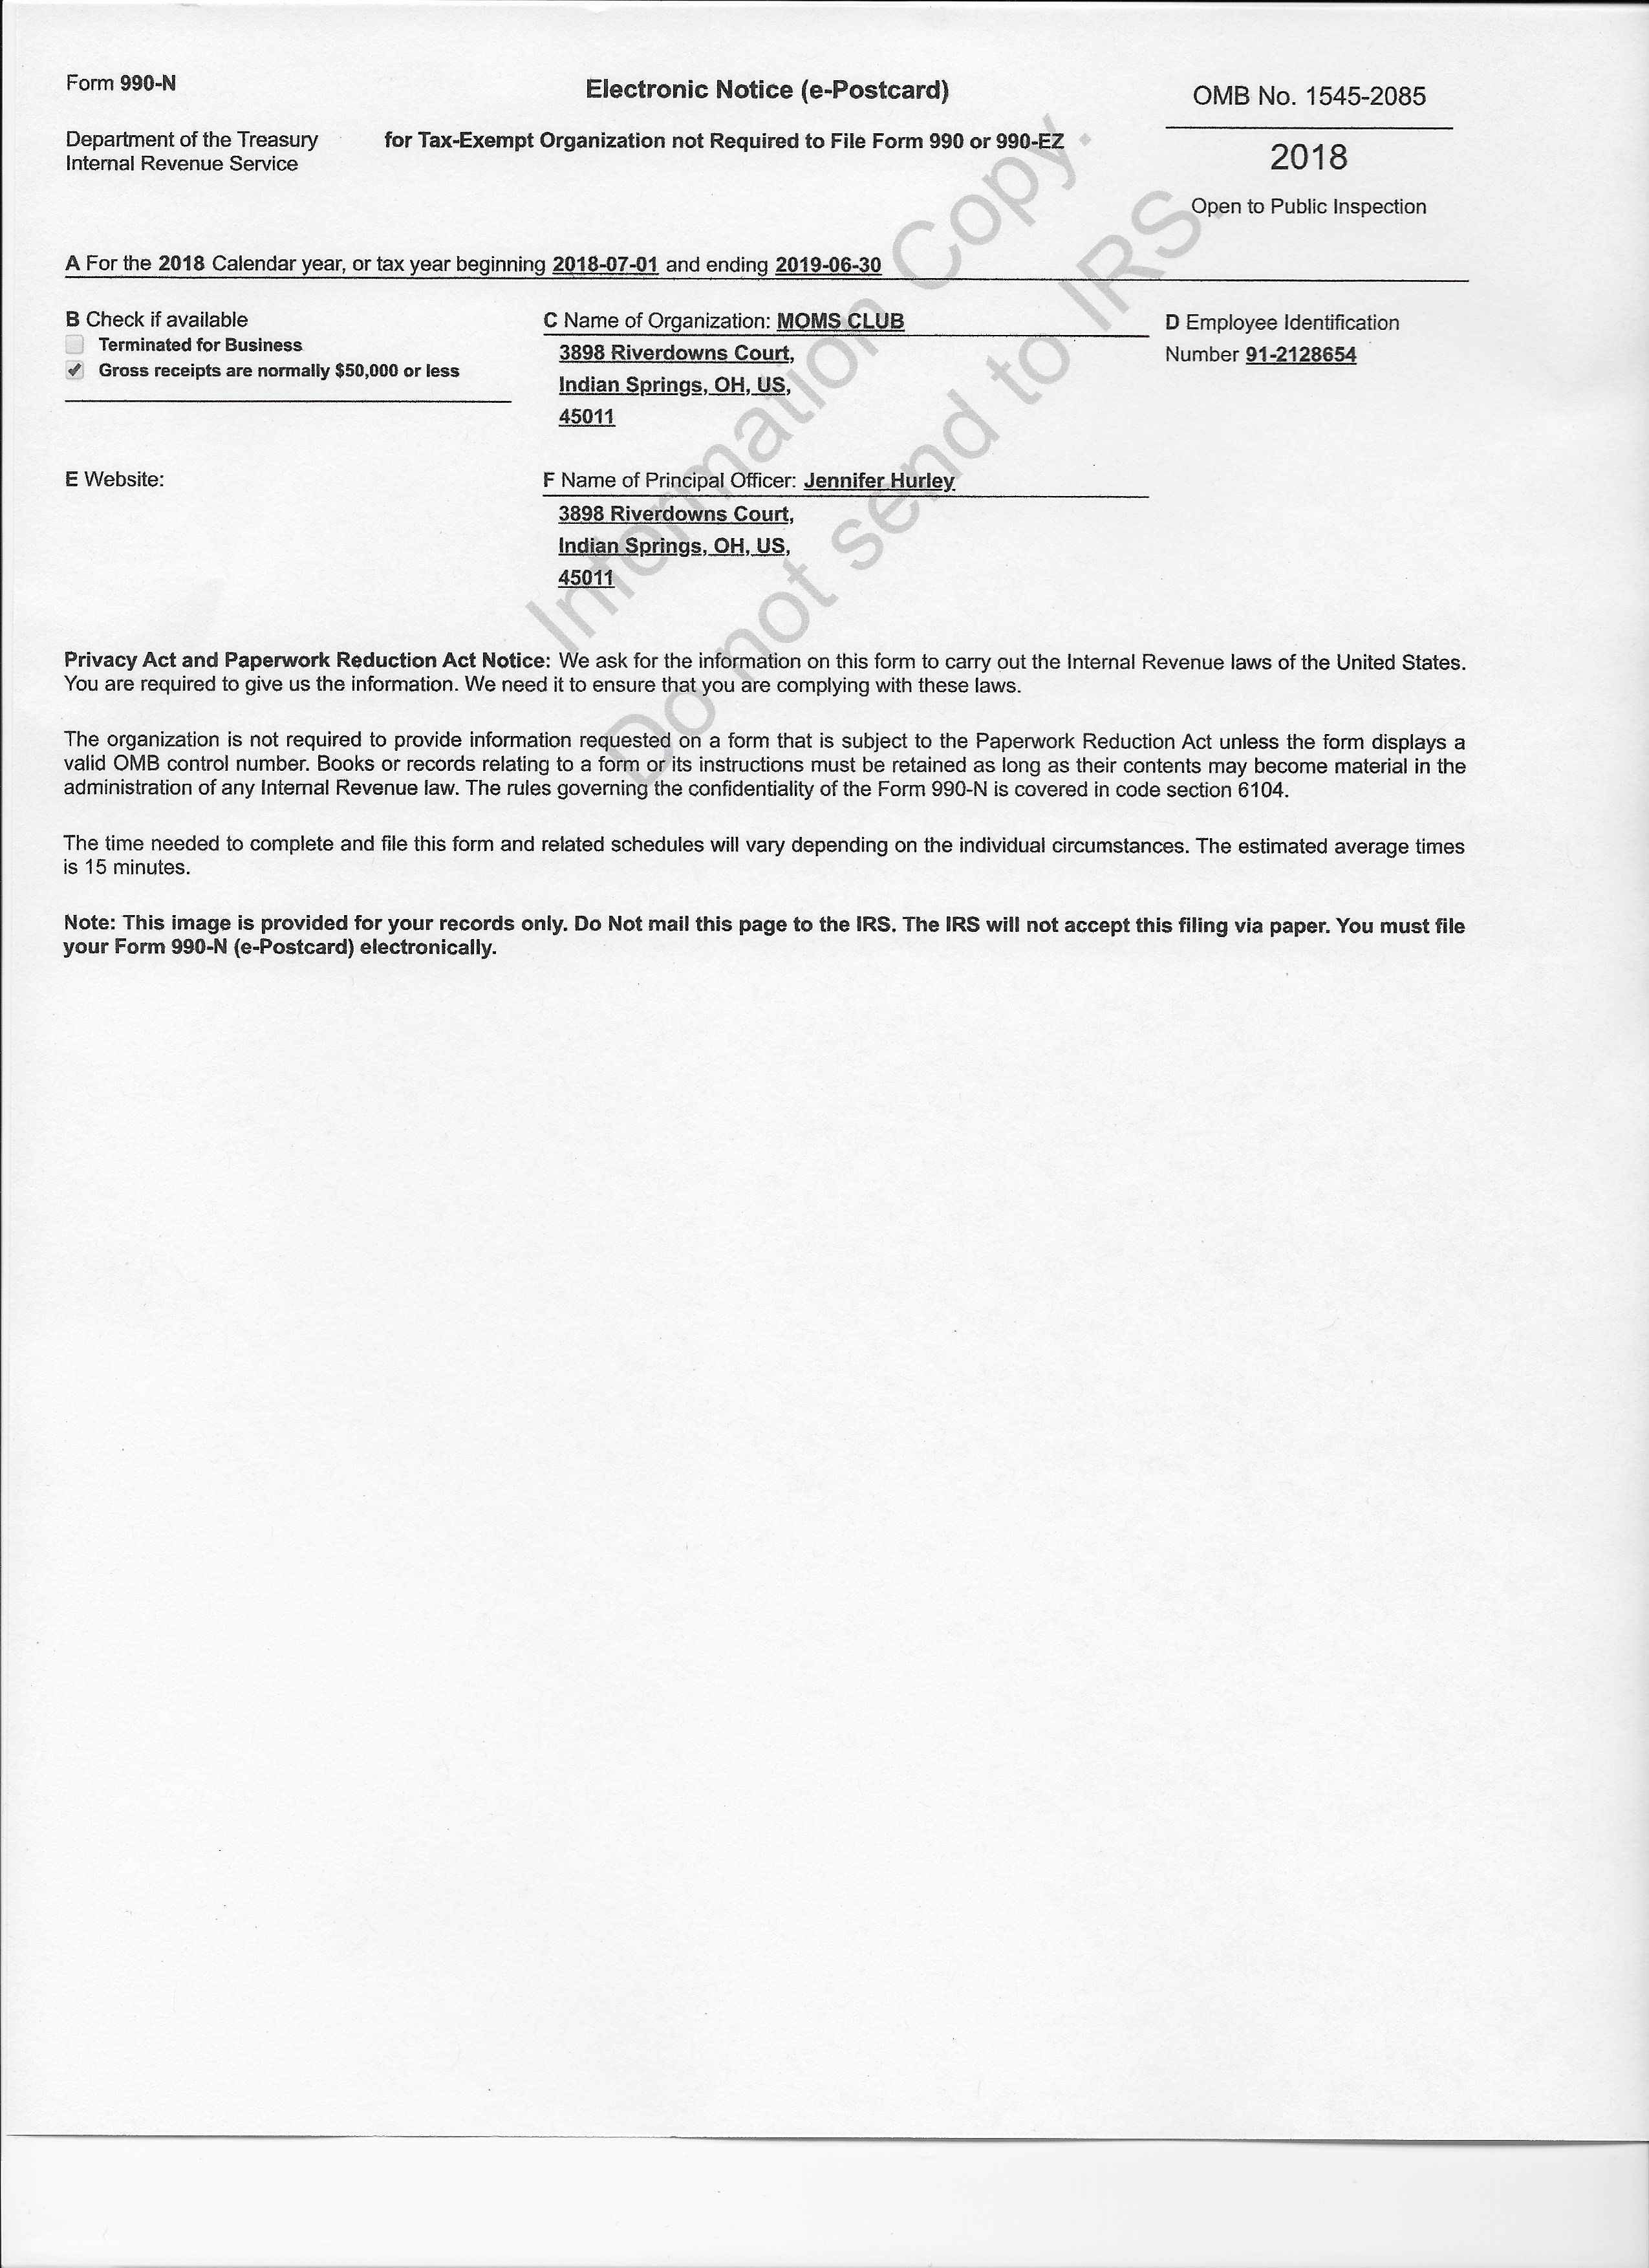 Form 990-N
Electronic Notice (e-Postcard)
OMB No. 1545-2085
Department of the Treasury
Internal Revenue Service
for Tax-Exempt Organization not Required to File Form 990 or 990-EZ
2018
Open to Public Inspection
A For the 2018 Calendar year, or tax year beginning 2018-07-01 and ending 2019-06-30
B Check if available
Terminated for Business
Gross receipts are normally $50,000 or less
C Name of Organization: MOMS CLUB
3898 Riverdowns Court,
Indian Springs, OH, US,
45011
D Employee Identification
Number 91-2128654
E Website:
F Name of Principal Officer: Jennifer Hurley
3898 Riverdowns Court,
Indian Springs, OH, US,
45011
Information Copy.
Do not send to IRS.
Privacy Act and Paperwork Reduction Act Notice: We ask for the information on this form to carry out the Internal Revenue laws of the United States.
You are required to give us the information. We need it to ensure that you are complying with these laws.
The organization is not required to provide information requested on a form that is subject to the Paperwork Reduction Act unless the form displays a
valid OMB control number. Books or records relating to a form or its instructions must be retained as long as their contents may become material in the
administration of any Internal Revenue law. The rules governing the confidentiality of the Form 990-N is covered in code section 6104.
The time needed to complete and file this form and related schedules will vary depending on the individual circumstances. The estimated average times
is 15 minutes.
Note: This image is provided for your records only. Do Not mail this page to the IRS. The IRS will not accept this filing via paper. You must file
your Form 990-N (e-Postcard) electronically.